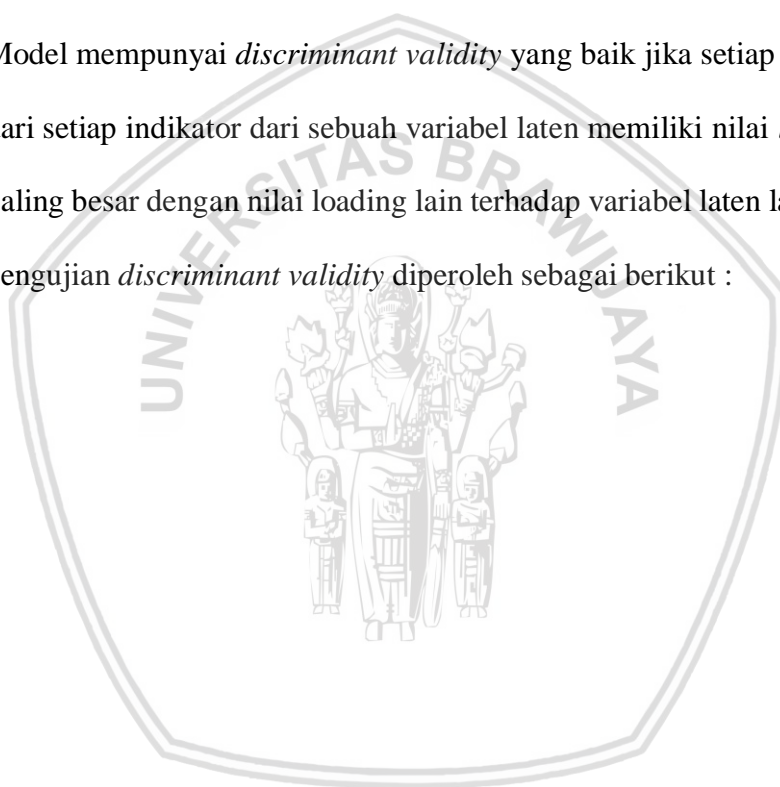 Model mempunyai discriminant validity yang baik jika setiap
dari setiap indikator dari sebuah variabel laten memiliki nilai
paling besar dengan nilai loading lain terhadap variabel laten
pengujian discriminant validity diperoleh sebagai berikut :
UNIVERSITAS BRAWIJAYA